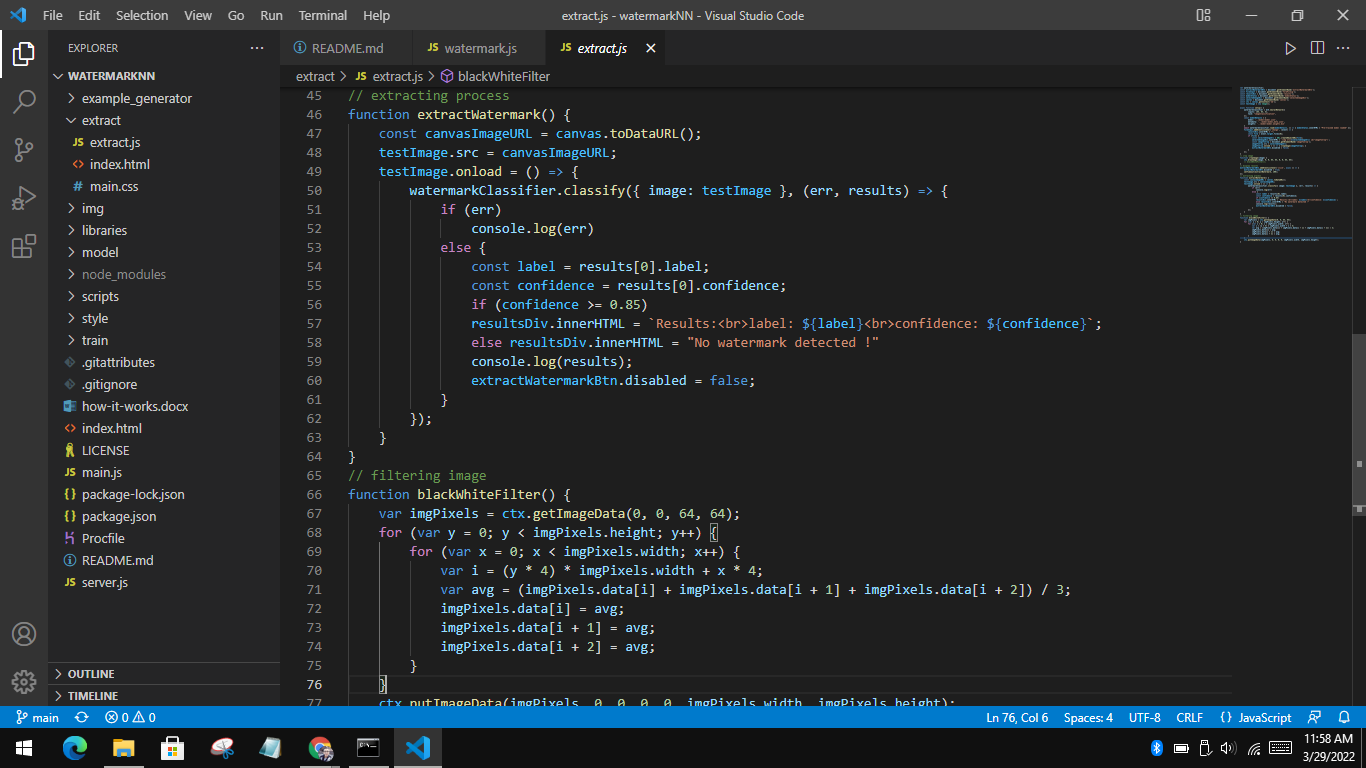 File Edit Selection View Go Run Terminal Help extract.js - watermarkNN - Visual Studio Code
EXPLORER
README.md JS watermark.js JS extract.js
extract > JS extract.js > blackWhiteFilter
WATERMARKNN
example_generator
extract
JS extract.js
index.html
# main.css
img
libraries
model
node_modules
scripts
style
train
.gitattributes
.gitignore
how-it-works.docx
index.html
LICENSE
JS main.js
{} package-lock.json
{} package.json
Procfile
README.md
JS server.js
OUTLINE
TIMELINE
45 // extracting process
46 function extractWatermark() {
47 const canvasImageURL = canvas.toDataURL();
48 testImage.src = canvasImageURL;
49 testImage.onload = () => {
50 watermarkClassifier.classify({ image: testImage }, (err, results) => {
51 if (err)
52 console.log(err)
53 else {
54 const label = results[0].label;
55 const confidence = results[0].confidence;
56 if (confidence >= 0.85)
57 resultsDiv.innerHTML = `Results:<br>label: ${label}<br>confidence: ${confidence}`;
58 else resultsDiv.innerHTML = "No watermark detected !"
59 console.log(results);
60 extractWatermarkBtn.disabled = false;
61 }
62 });
63 }
64 }
65 // filtering image
66 function blackWhiteFilter() {
67 var imgPixels = ctx.getImageData(0, 0, 64, 64);
68 for (var y = 0; y < imgPixels.height; y++) {
69 for (var x = 0; x < imgPixels.width; x++) {
70 var i = (y * 4) * imgPixels.width + x * 4;
71 var avg = (imgPixels.data[i] + imgPixels.data[i + 1] + imgPixels.data[i + 2]) / 3;
72 imgPixels.data[i] = avg;
73 imgPixels.data[i + 1] = avg;
74 imgPixels.data[i + 2] = avg;
75 }
76 }
77 ctx.putImageData(imgPixels, 0, 0, 0, 0, imgPixels.width, imgPixels.height);
main 0 0 Ln 76, Col 6 Spaces: 4 UTF-8 CRLF {} JavaScript
11:58 AM
3/29/2022